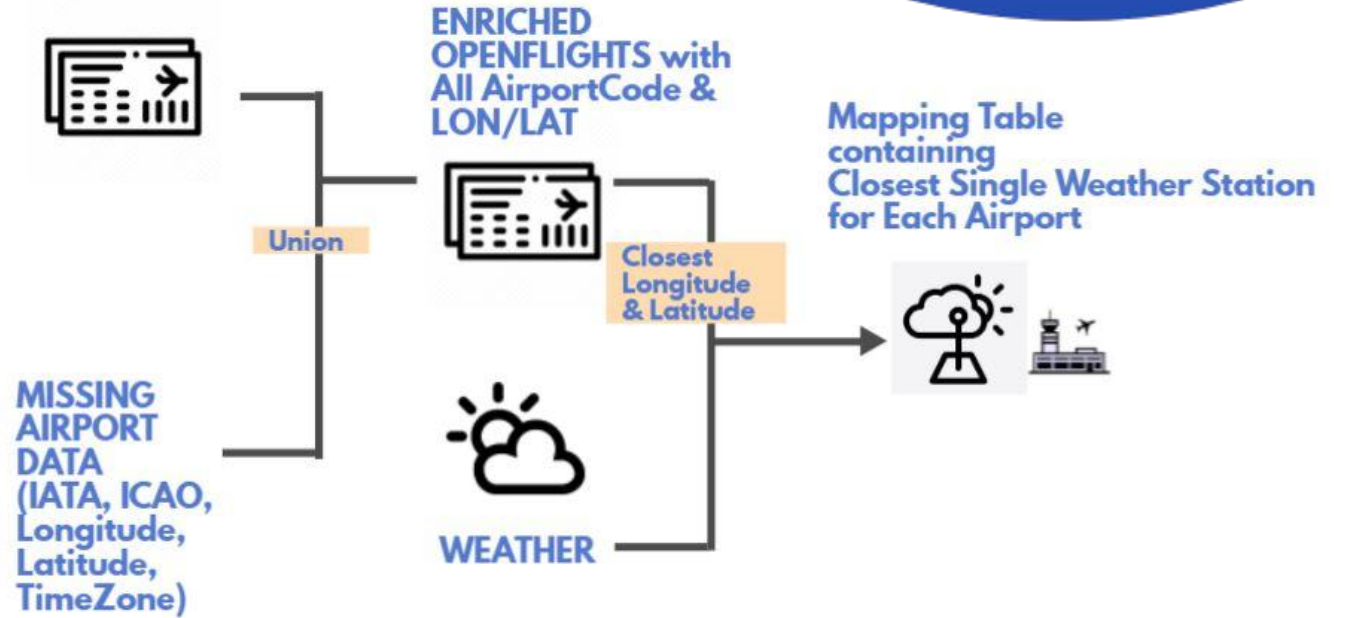 ENRICHED
OPENFLIGHTS with
All AirportCode &
LON/LAT
Mapping Table
containing
Closest Single Weather Station
for Each Airport
Union
Closest
Longitude
& Latitude
MISSING
AIRPORT
DATA
(IATA, ICAO,
Longitude,
Latitude,
TimeZone)
WEATHER